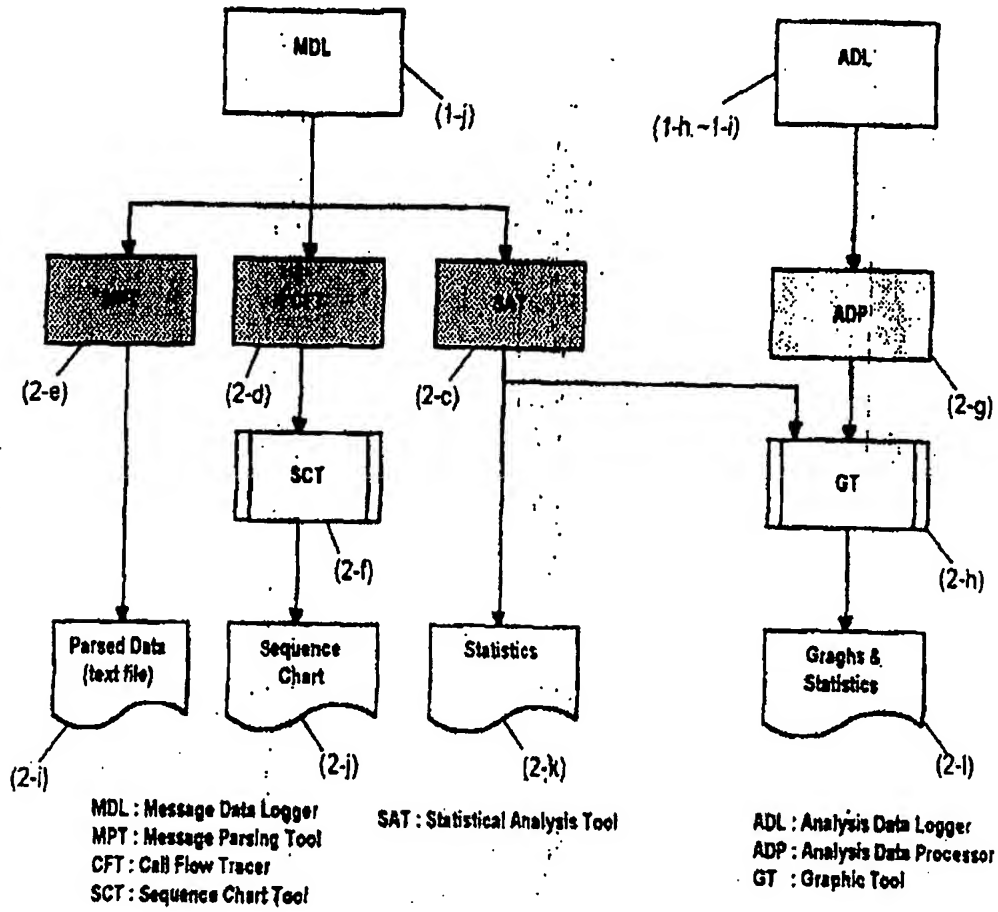 MDL
ADL
(1-j)
(1-h.~1-i)
MPT
CFT
SAT
ADP
(2-e)
(2-d)
(2-c)
(2-g)
SCT
GT
(2-f)
(2-h)
Parsed Data
(text file)
Sequence
Chart
Statistics
Graghs &
Statistics
(2-i)
(2-j)
(2-k)
(2-l)
MDL : Message Data Logger
MPT : Message Parsing Tool
CFT : Call Flow Tracer
SCT : Sequence Chart Tool
SAT : Statistical Analysis Tool
ADL : Analysis Data Logger
ADP : Analysis Data Processor
GT : Graphic Tool